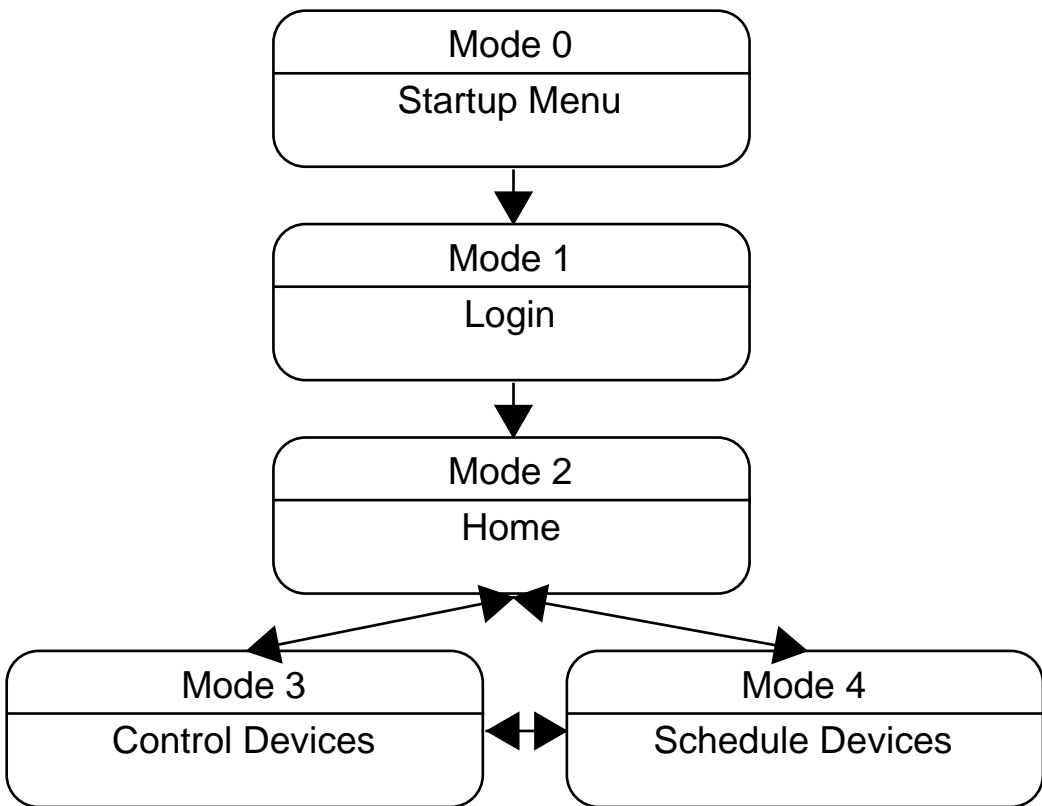 Mode 0
Startup Menu
Mode 1
Login
Mode 2
Home
Mode 3
Control Devices
Mode 4
Schedule Devices